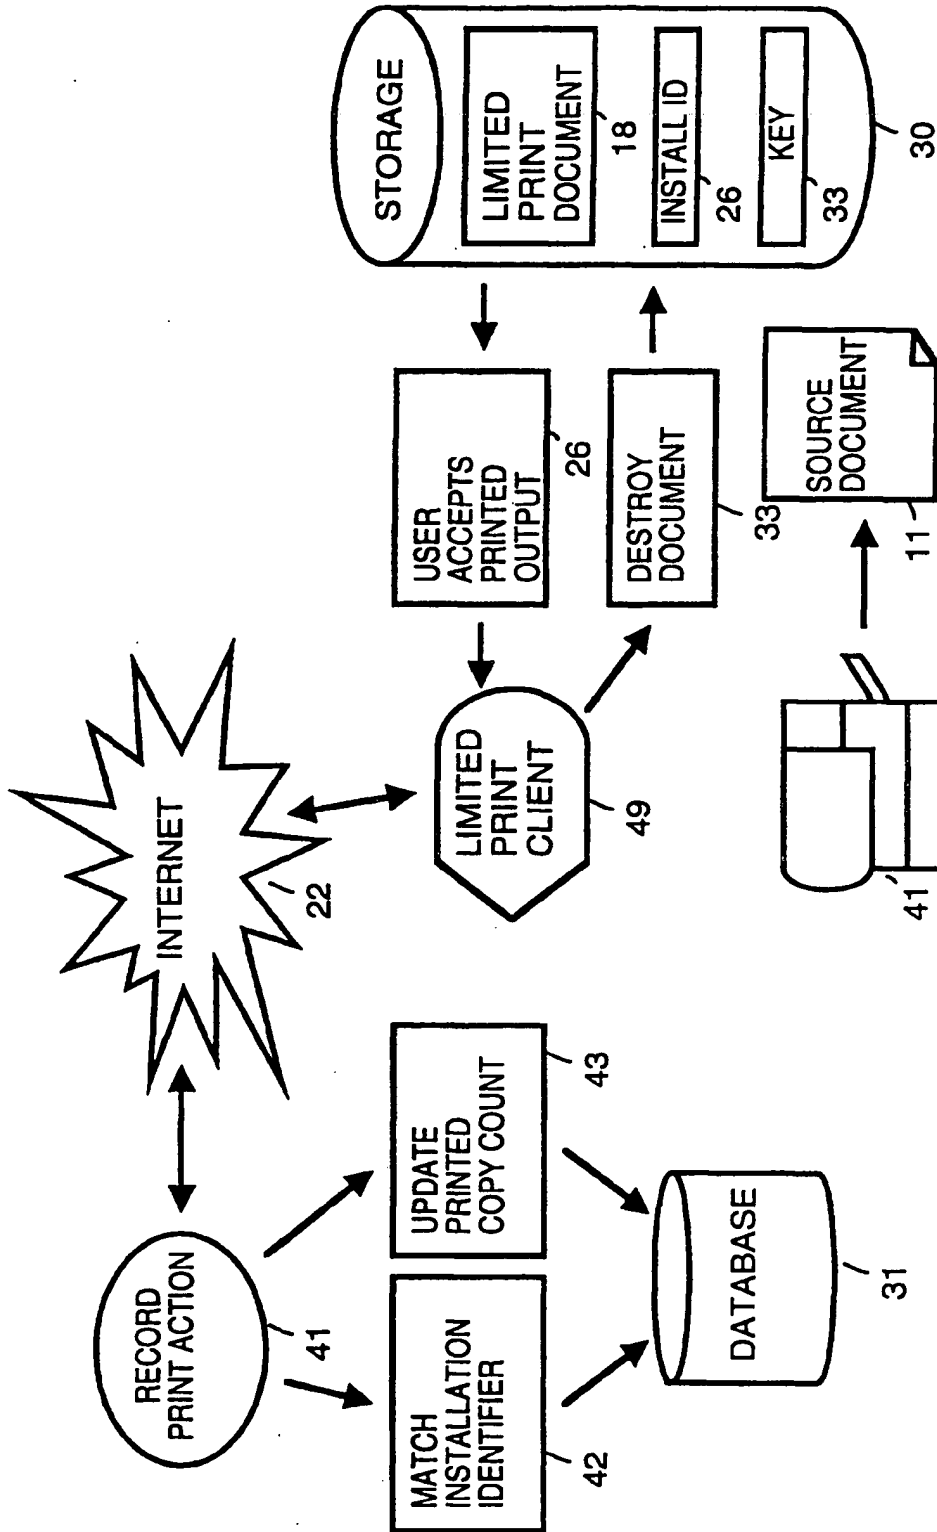 RECORD
PRINT ACTION
41
INTERNET
22
MATCH
INSTALLATION
IDENTIFIER
42
UPDATE
PRINTED
COPY COUNT
43
DATABASE
31
LIMITED
PRINT
CLIENT
49
USER
ACCEPTS
PRINTED
OUTPUT
26
DESTROY
DOCUMENT
33
STORAGE
LIMITED
PRINT
DOCUMENT
18
INSTALL ID
26
KEY
33
30
41
SOURCE
DOCUMENT
11